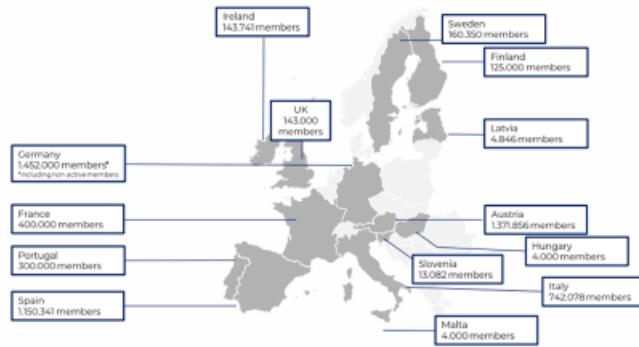 Ireland
143.741 members
Sweden
160.350 members
Finland
125.000 members
UK
143.000
members
Latvia
4.846 members
Germany
1.452.000 members*
*including non active members
France
400.000 members
Austria
1.371.856 members
Hungary
4.000 members
Portugal
300.000 members
Slovenia
13.082 members
Italy
742.078 members
Spain
1.150.341 members
Malta
4.000 members